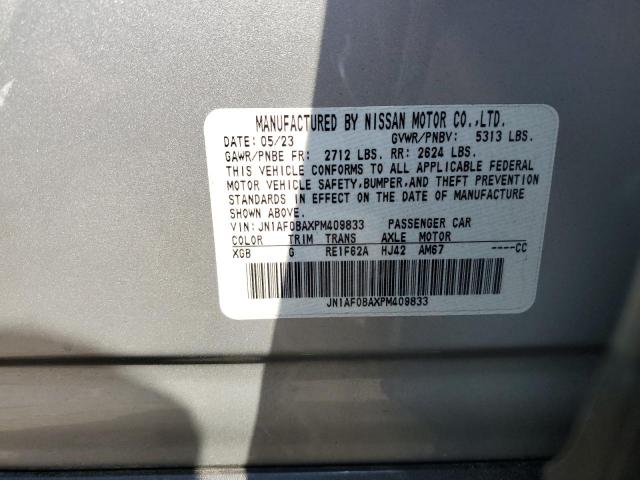 MANUFACTURED BY NISSAN MOTOR CO.,LTD.
DATE: 05/23 GVWR/PNBV: 5313 LBS.
GAWR/PNBE FR: 2712 LBS. RR: 2624 LBS.
THIS VEHICLE CONFORMS TO ALL APPLICABLE FEDERAL
MOTOR VEHICLE SAFETY,BUMPER,AND THEFT PREVENTION
STANDARDS IN EFFECT ON THE DATE OF MANUFACTURE
SHOWN ABOVE.
VIN: JN1AF0BAXPM409833 PASSENGER CAR
COLOR TRIM TRANS AXLE MOTOR
XGB G RE1F62A HJ42 AM67 ----CC
JN1AF0BAXPM409833